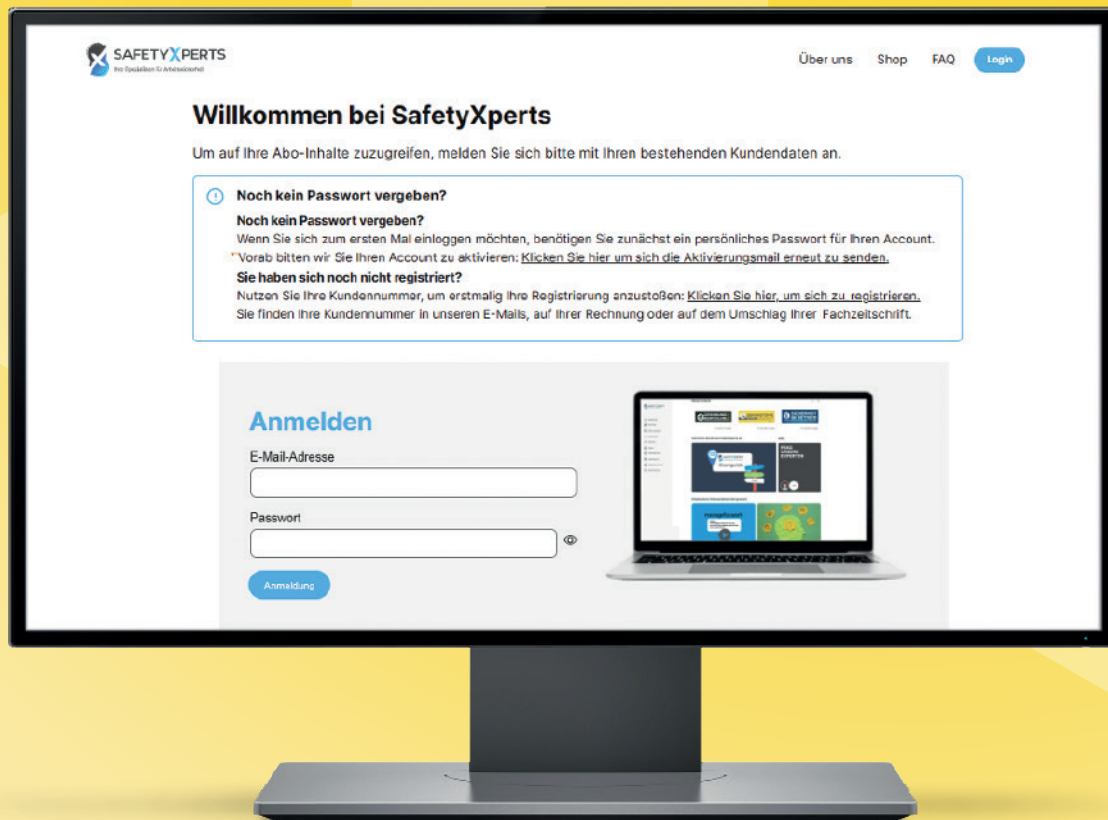 SAFETYXPERTS
Über uns
Shop
FAQ
Login
Willkommen bei SafetyXperts
Um auf Ihre Abo-Inhalte zuzugreifen, melden Sie sich bitte mit Ihren bestehenden Kundendaten an.
Noch kein Passwort vergeben?
Noch kein Passwort vergeben?
Wenn Sie sich zum ersten Mal einloggen möchten, benötigen Sie zunächst ein persönliches Passwort für Ihren Account.
Vorab bitten wir Sie Ihren Account zu aktivieren: Klicken Sie hier um sich die Aktivierungsmail erneut zu senden.
Sie haben sich noch nicht registriert?
Nutzen Sie Ihre Kundennummer, um erstmalig Ihre Registrierung anzustoßen: Klicken Sie hier, um sich zu registrieren.
Sie finden Ihre Kundennummer in unseren E-Mails, auf Ihrer Rechnung oder auf dem Umschlag Ihrer Fachzeitschrift.
Anmelden
E-Mail-Adresse
Passwort
Anmeldung